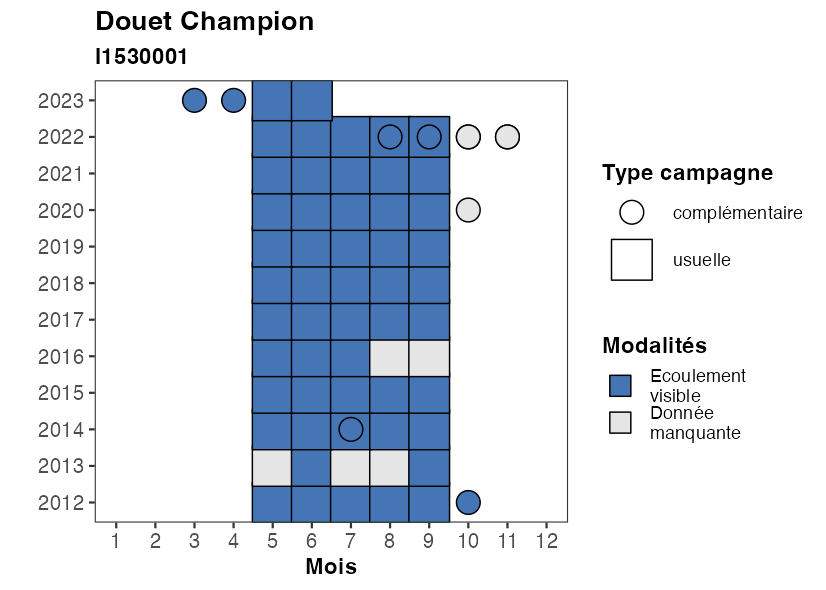 Douet Champion
I1530001
2023
2022
2021
2020
2019
2018
2017
2016
2015
2014
2013
2012
1 2 3 4 5 6 7 8 9 10 11 12
Mois
Type campagne
complémentaire
usuelle
Modalités
Ecoulement
visible
Donnée
manquante